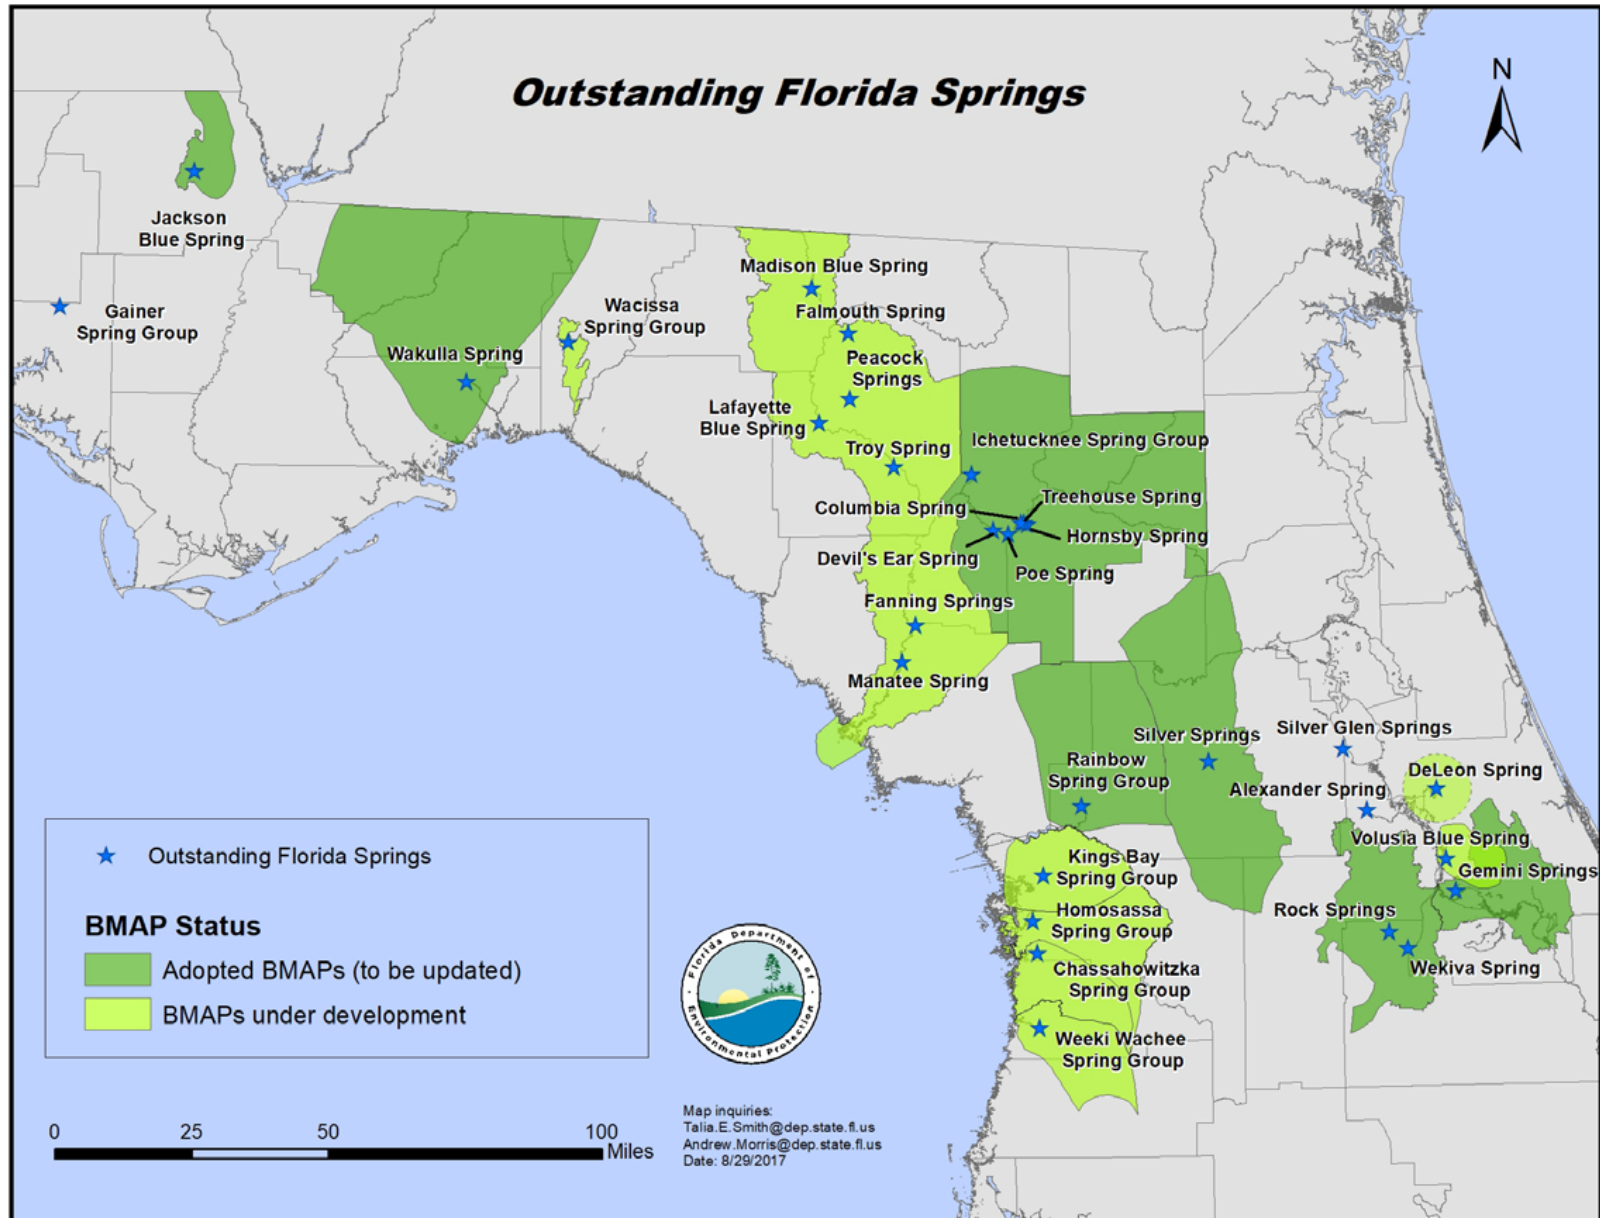 Outstanding Florida Springs
N
Jackson
Blue Spring
Gainer
Spring Group
Wakulla Spring
Wacissa
Spring Group
Madison Blue Spring
Falmouth Spring
Peacock
Springs
Lafayette
Blue Spring
Troy Spring
Ichetucknee Spring Group
Treehouse Spring
Columbia Spring
Hornsby Spring
Devil's Ear Spring
Poe Spring
Fanning Springs
Manatee Spring
Silver Springs
Silver Glen Springs
Rainbow
Spring Group
DeLeon Spring
Alexander Spring
Volusia Blue Spring
Gemini Springs
Kings Bay
Spring Group
Rock Springs
Homosassa
Spring Group
Wekiva Spring
Chassahowitzka
Spring Group
Weeki Wachee
Spring Group
Outstanding Florida Springs
BMAP Status
Adopted BMAPs (to be updated)
BMAPs under development
Florida Department of
Environmental Protection
0 25 50 100
Miles
Map inquiries:
Talia.E.Smith@dep.state.fl.us
Andrew.Morris@dep.state.fl.us
Date: 8/29/2017